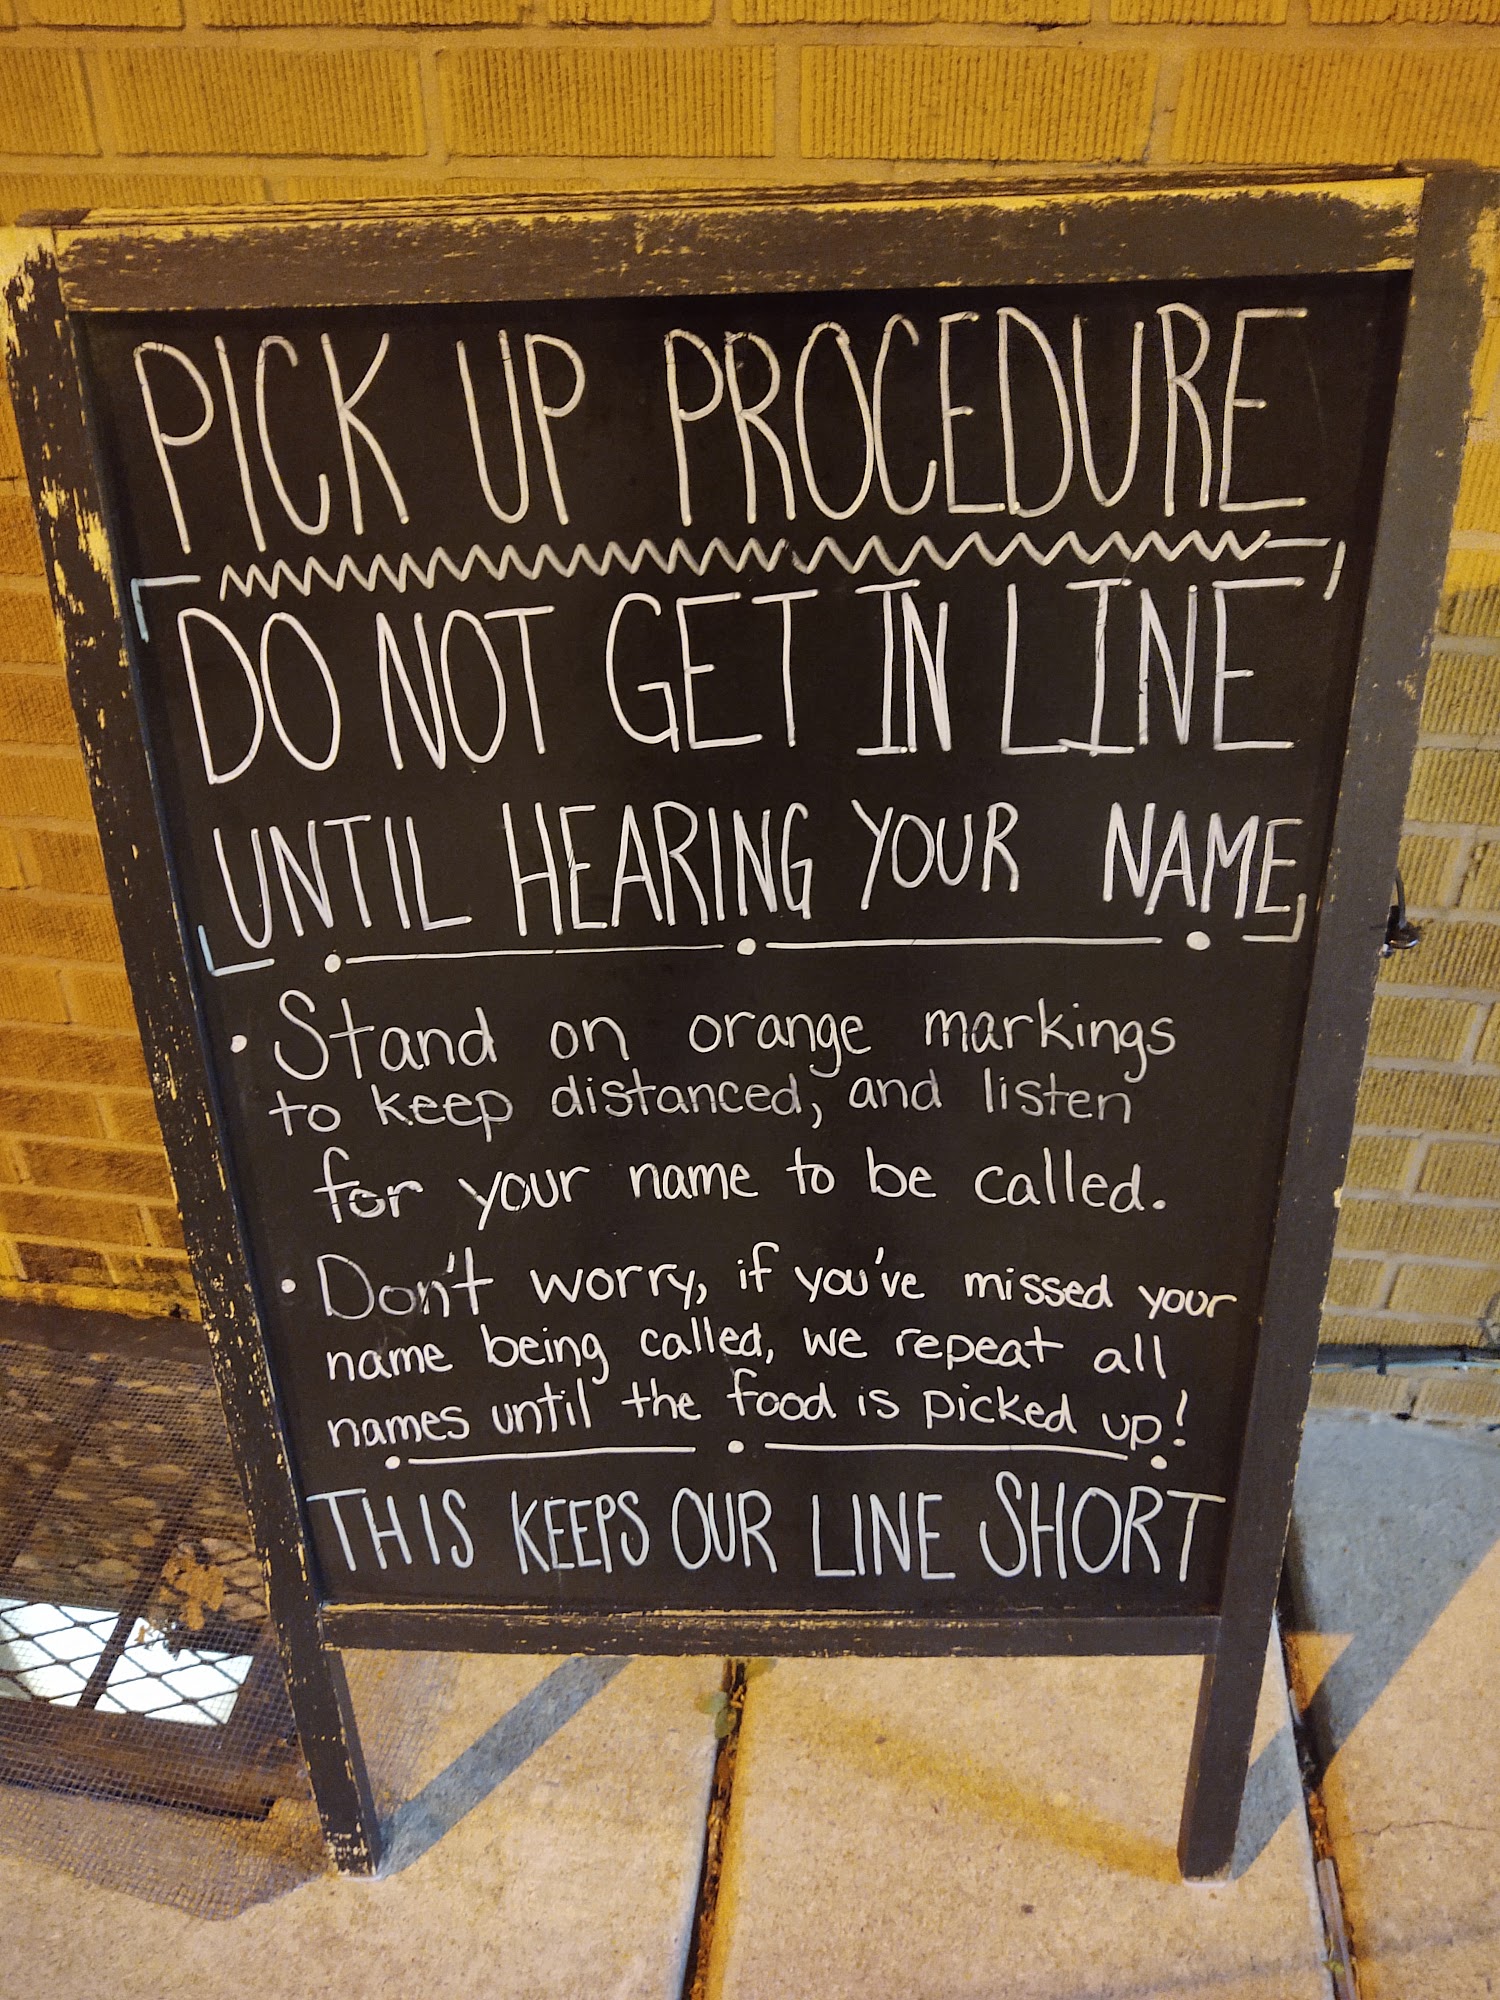 PICK UP PROCEDURE
DO NOT GET IN LINE
UNTIL HEARING YOUR NAME
• Stand on orange markings
to keep distanced, and listen
for your name to be called.
• Don't worry, if you've missed your
name being called, we repeat all
names until the food is picked up!
THIS KEEPS OUR LINE SHORT